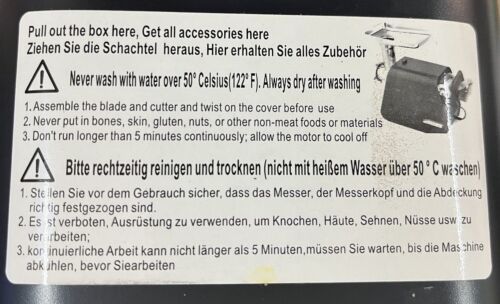 Pull out the box here, Get all accessories here
Ziehen Sie die Schachtel heraus, Hier erhalten Sie alles Zubehör
Never wash with water over 50° Celsius(122° F). Always dry after washing
1. Assemble the blade and cutter and twist on the cover before use
2. Never put in bones, skin, gluten, nuts, or other non-meat foods or materials
3. Don't run longer than 5 minutes continuously; allow the motor to cool off
Bitte rechtzeitig reinigen und trocknen (nicht mit heißem Wasser über 50 ° C waschen)
1. Stellen Sie vor dem Gebrauch sicher, dass das Messer, der Messerkopf und die Abdeckung
richtig festgezogen sind.
2. Es ist verboten, Ausrüstung zu verwenden, um Knochen, Häute, Sehnen, Nüsse usw. zu
verarbeiten;
3. kontinuierliche Arbeit kann nicht länger als 5 Minuten,müssen Sie warten, bis die Maschine
abkühlen, bevor Siearbeiten